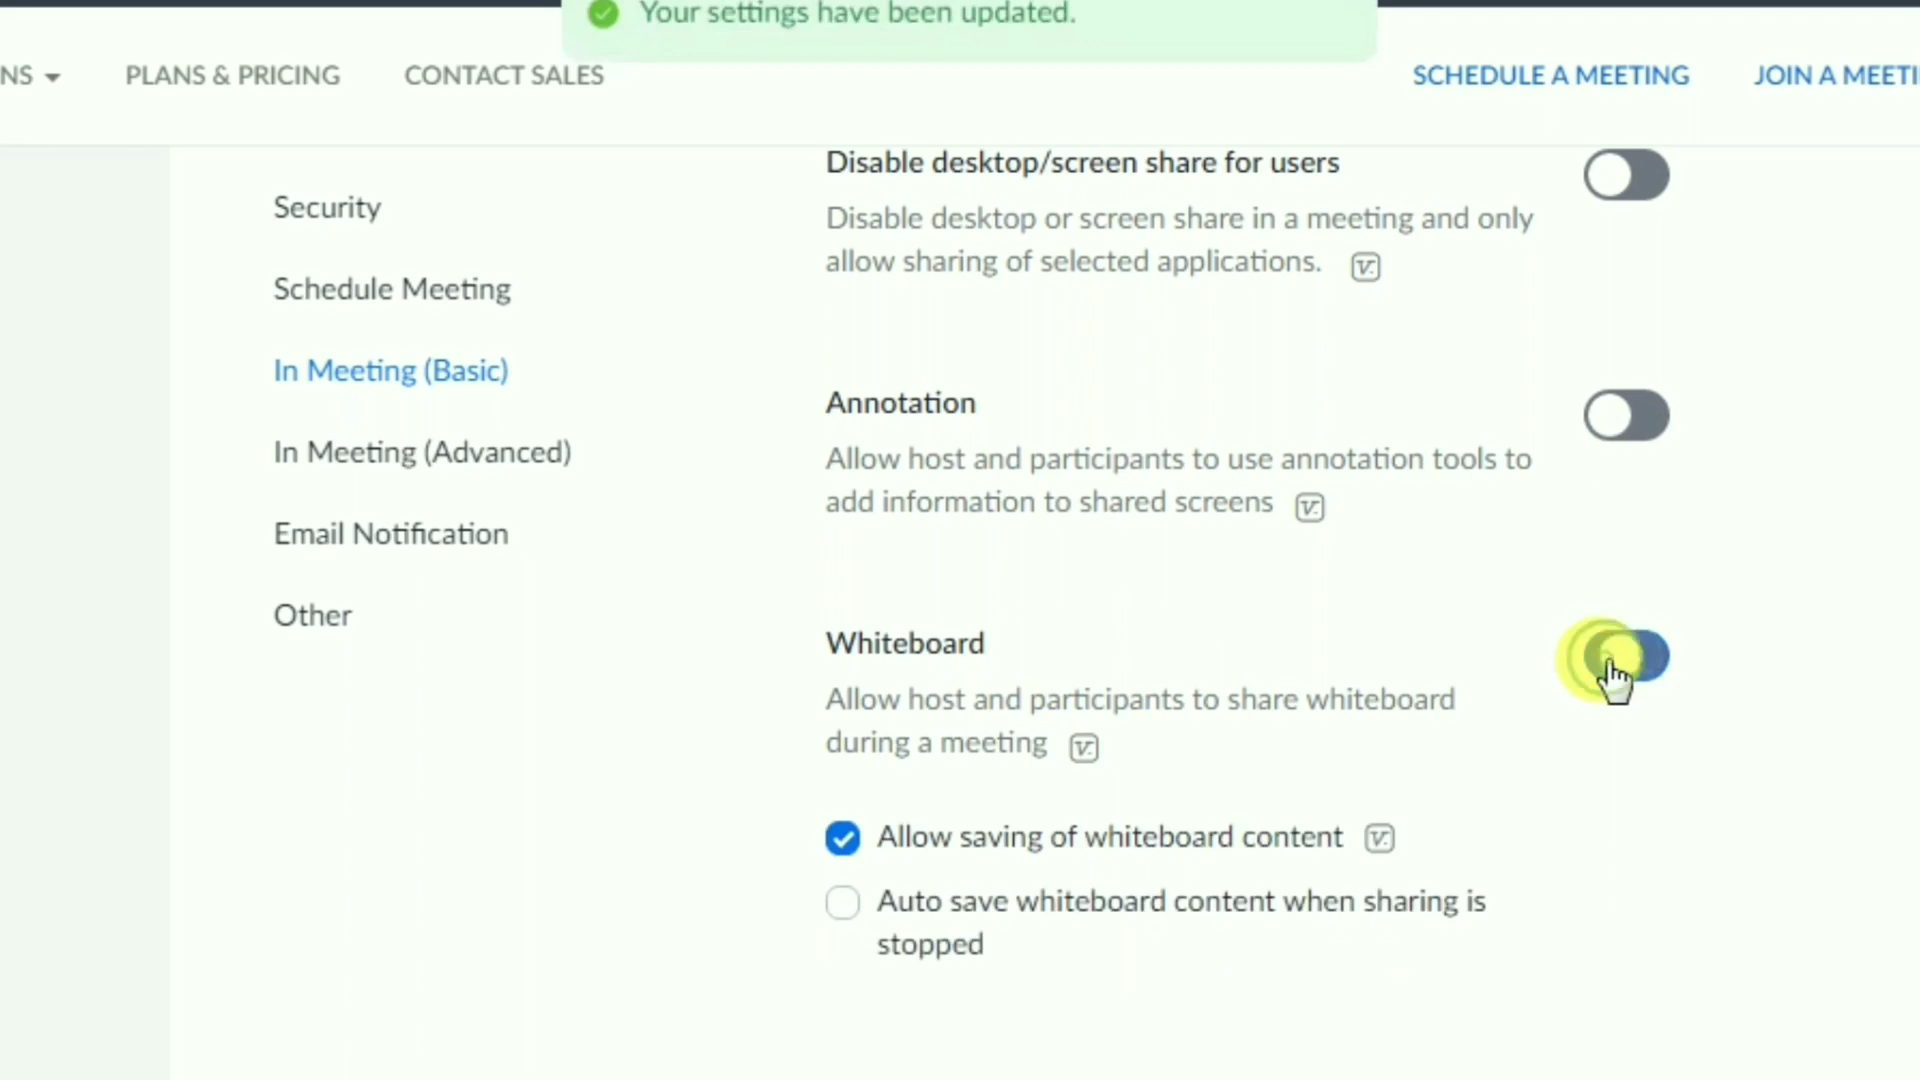 Your settings have been updated.
NS PLANS & PRICING CONTACT SALES SCHEDULE A MEETING JOIN A MEETI
Security
Schedule Meeting
In Meeting (Basic)
In Meeting (Advanced)
Email Notification
Other
Disable desktop/screen share for users
Disable desktop or screen share in a meeting and only
allow sharing of selected applications.
Annotation
Allow host and participants to use annotation tools to
add information to shared screens
Whiteboard
Allow host and participants to share whiteboard
during a meeting
Allow saving of whiteboard content
Auto save whiteboard content when sharing is
stopped